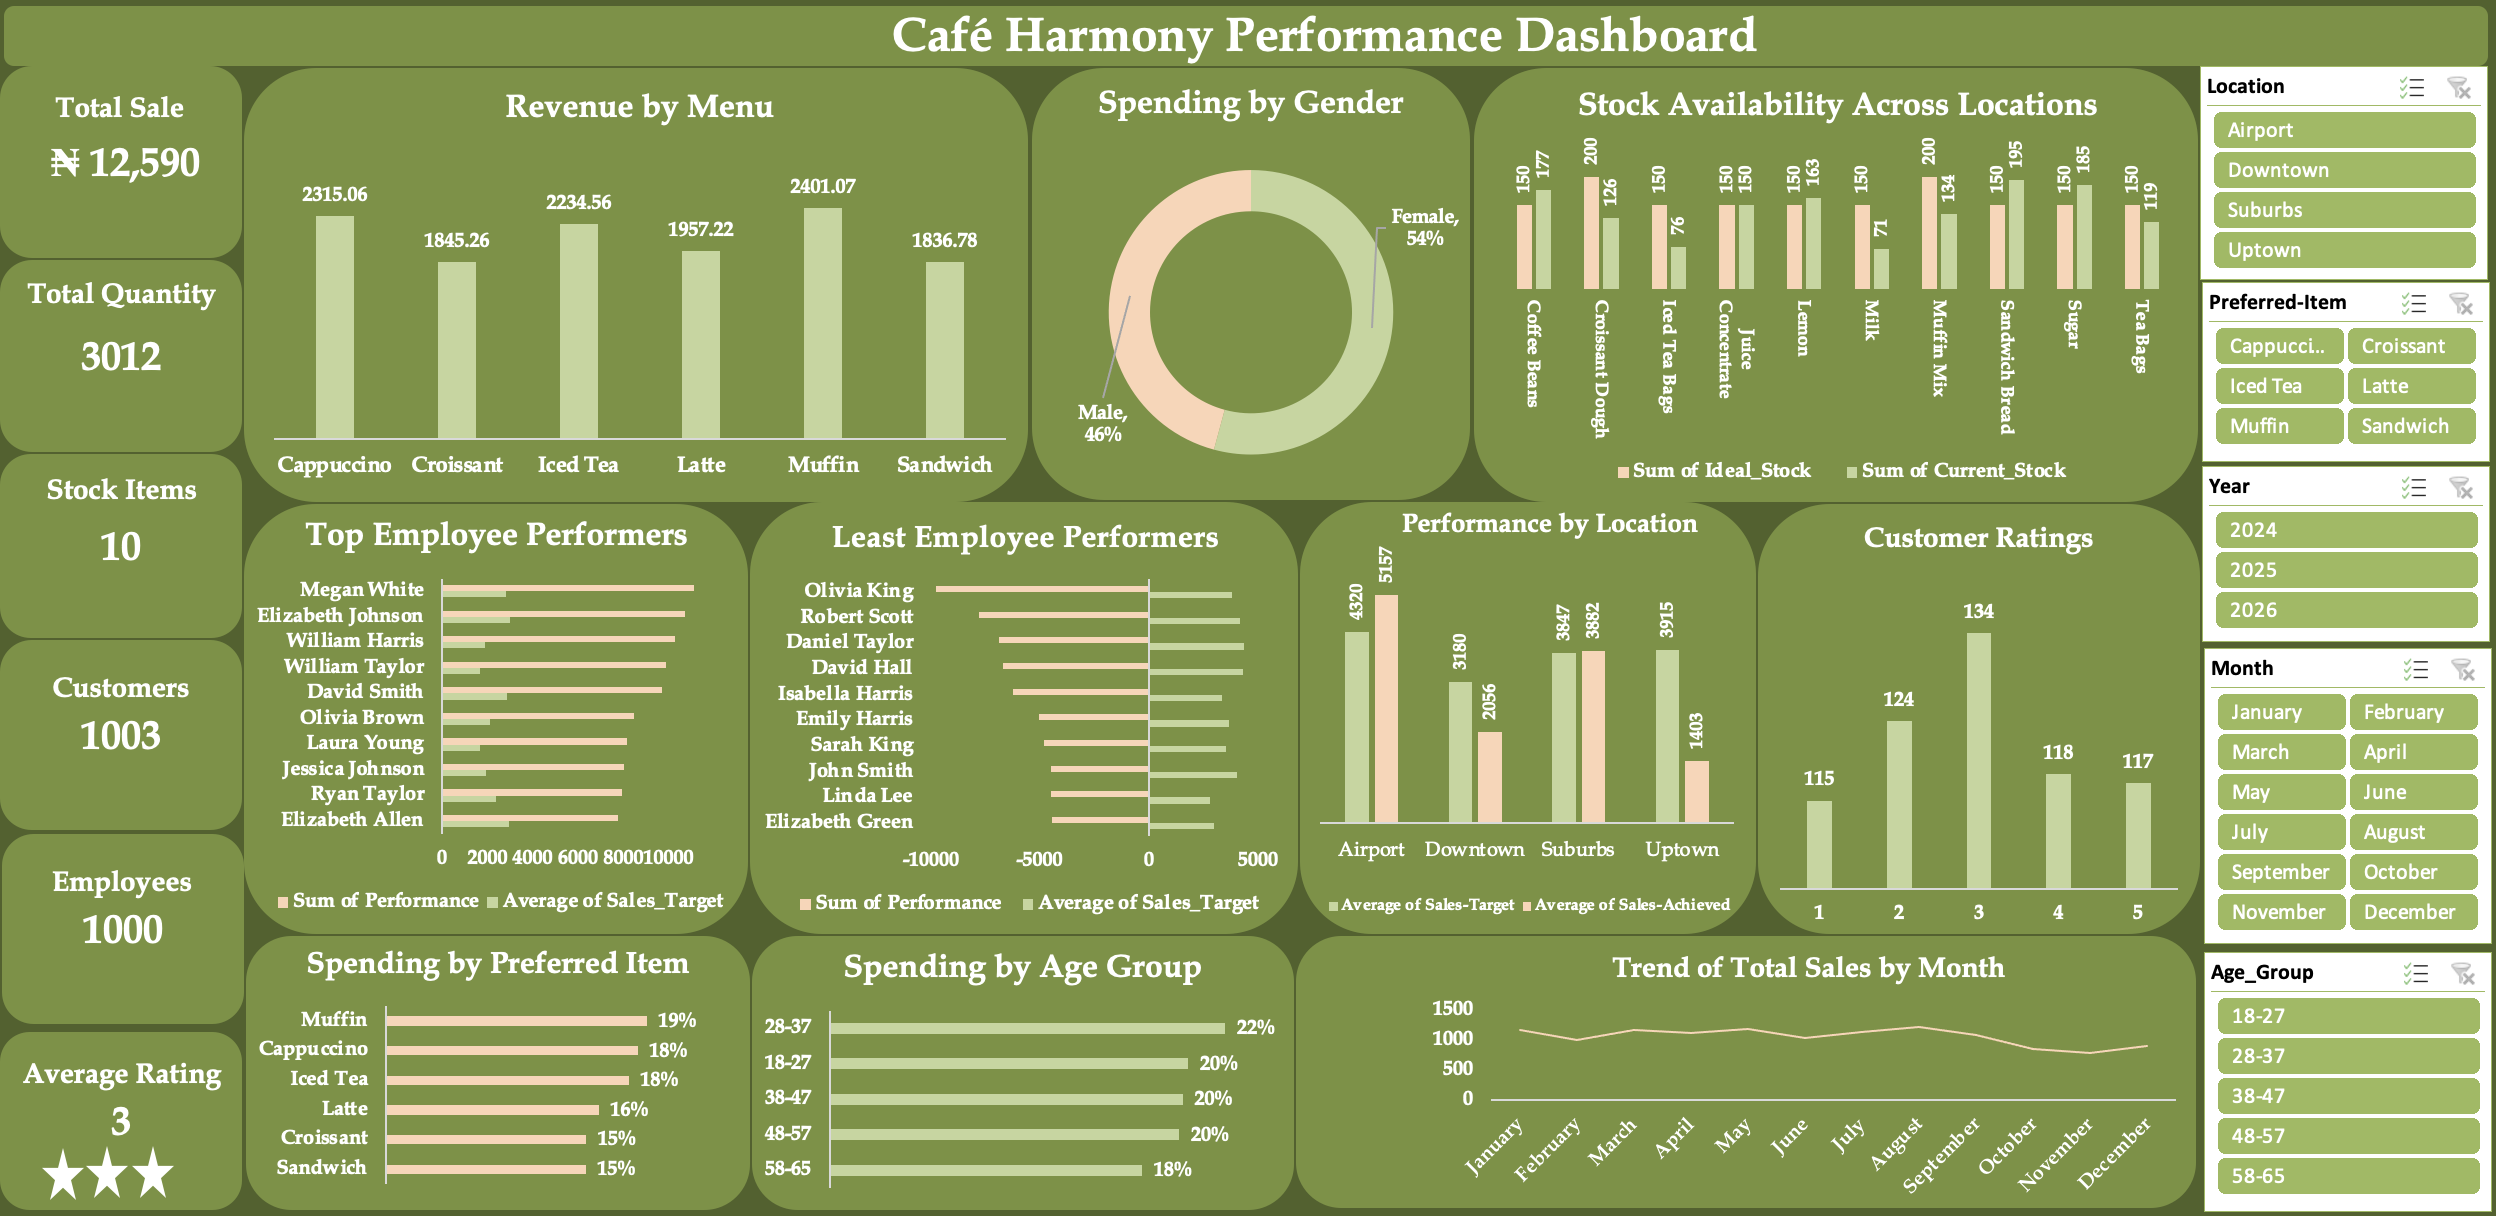 Café Harmony Performance Dashboard
Total Sale
₦ 12,590
Total Quantity
3012
Stock Items
10
Customers
1003
Employees
1000
Average Rating
3
Revenue by Menu
2315.06
1845.26
2234.56
1957.22
2401.07
1836.78
Cappuccino
Croissant
Iced Tea
Latte
Muffin
Sandwich
Spending by Gender
Female,
54%
Male,
46%
Stock Availability Across Locations
150
177
200
126
150
76
150
150
150
163
150
71
200
134
150
195
150
185
150
119
Coffee Beans
Croissant Dough
Iced Tea Bags
Juice
Concentrate
Lemon
Milk
Muffin Mix
Sandwich Bread
Sugar
Tea Bags
Sum of Ideal_Stock
Sum of Current_Stock
Top Employee Performers
Megan White
Elizabeth Johnson
William Harris
William Taylor
David Smith
Olivia Brown
Laura Young
Jessica Johnson
Ryan Taylor
Elizabeth Allen
0 2000 4000 6000 8000 10000
Sum of Performance
Average of Sales_Target
Least Employee Performers
Olivia King
Robert Scott
Daniel Taylor
David Hall
Isabella Harris
Emily Harris
Sarah King
John Smith
Linda Lee
Elizabeth Green
-10000 -5000 0 5000
Sum of Performance
Average of Sales_Target
Performance by Location
4320
5157
3180
2056
3847
3882
3915
1403
Airport
Downtown
Suburbs
Uptown
Average of Sales-Target
Average of Sales-Achieved
Customer Ratings
115
124
134
118
117
1
2
3
4
5
Spending by Preferred Item
Muffin 19%
Cappuccino 18%
Iced Tea 18%
Latte 16%
Croissant 15%
Sandwich 15%
Spending by Age Group
28-37 22%
18-27 20%
38-47 20%
48-57 20%
58-65 18%
Trend of Total Sales by Month
1500
1000
500
0
January
February
March
April
May
June
July
August
September
October
November
December
Location
Airport
Downtown
Suburbs
Uptown
Preferred-Item
Cappucci..
Croissant
Iced Tea
Latte
Muffin
Sandwich
Year
2024
2025
2026
Month
January
February
March
April
May
June
July
August
September
October
November
December
Age_Group
18-27
28-37
38-47
48-57
58-65